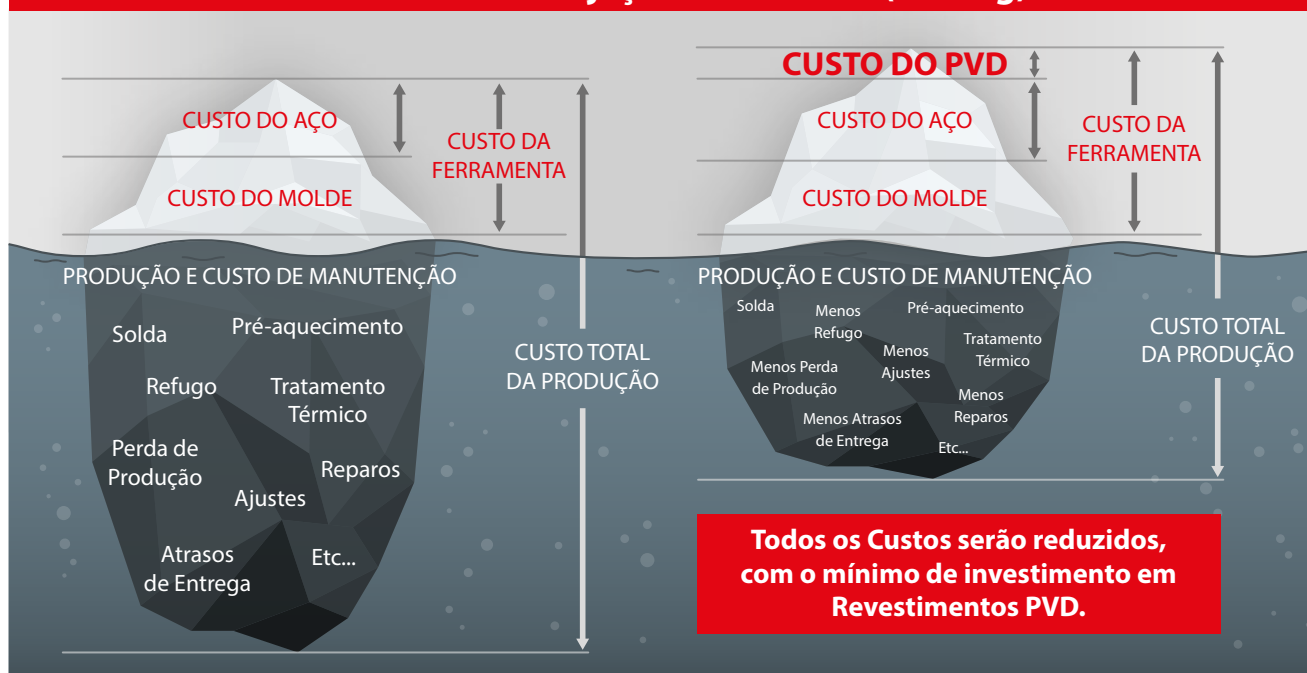 CUSTO DO AÇO
CUSTO DO MOLDE
CUSTO DA
FERRAMENTA
PRODUÇÃO E CUSTO DE MANUTENÇÃO
Solda
Pré-aquecimento
Refugo
Tratamento
Térmico
Perda de
Produção
Reparos
Ajustes
Atrasos
de Entrega
Etc...
CUSTO TOTAL
DA PRODUÇÃO
CUSTO DO PVD
CUSTO DO AÇO
CUSTO DO MOLDE
CUSTO DA
FERRAMENTA
PRODUÇÃO E CUSTO DE MANUTENÇÃO
Solda
Menos
Refugo
Pré-aquecimento
Menos
Ajustes
Tratamento
Térmico
Menos Perda
de Produção
Menos
Reparos
Menos Atrasos
de Entrega
Etc...
CUSTO TOTAL
DA PRODUÇÃO
Todos os Custos serão reduzidos,
com o mínimo de investimento em
Revestimentos PVD.